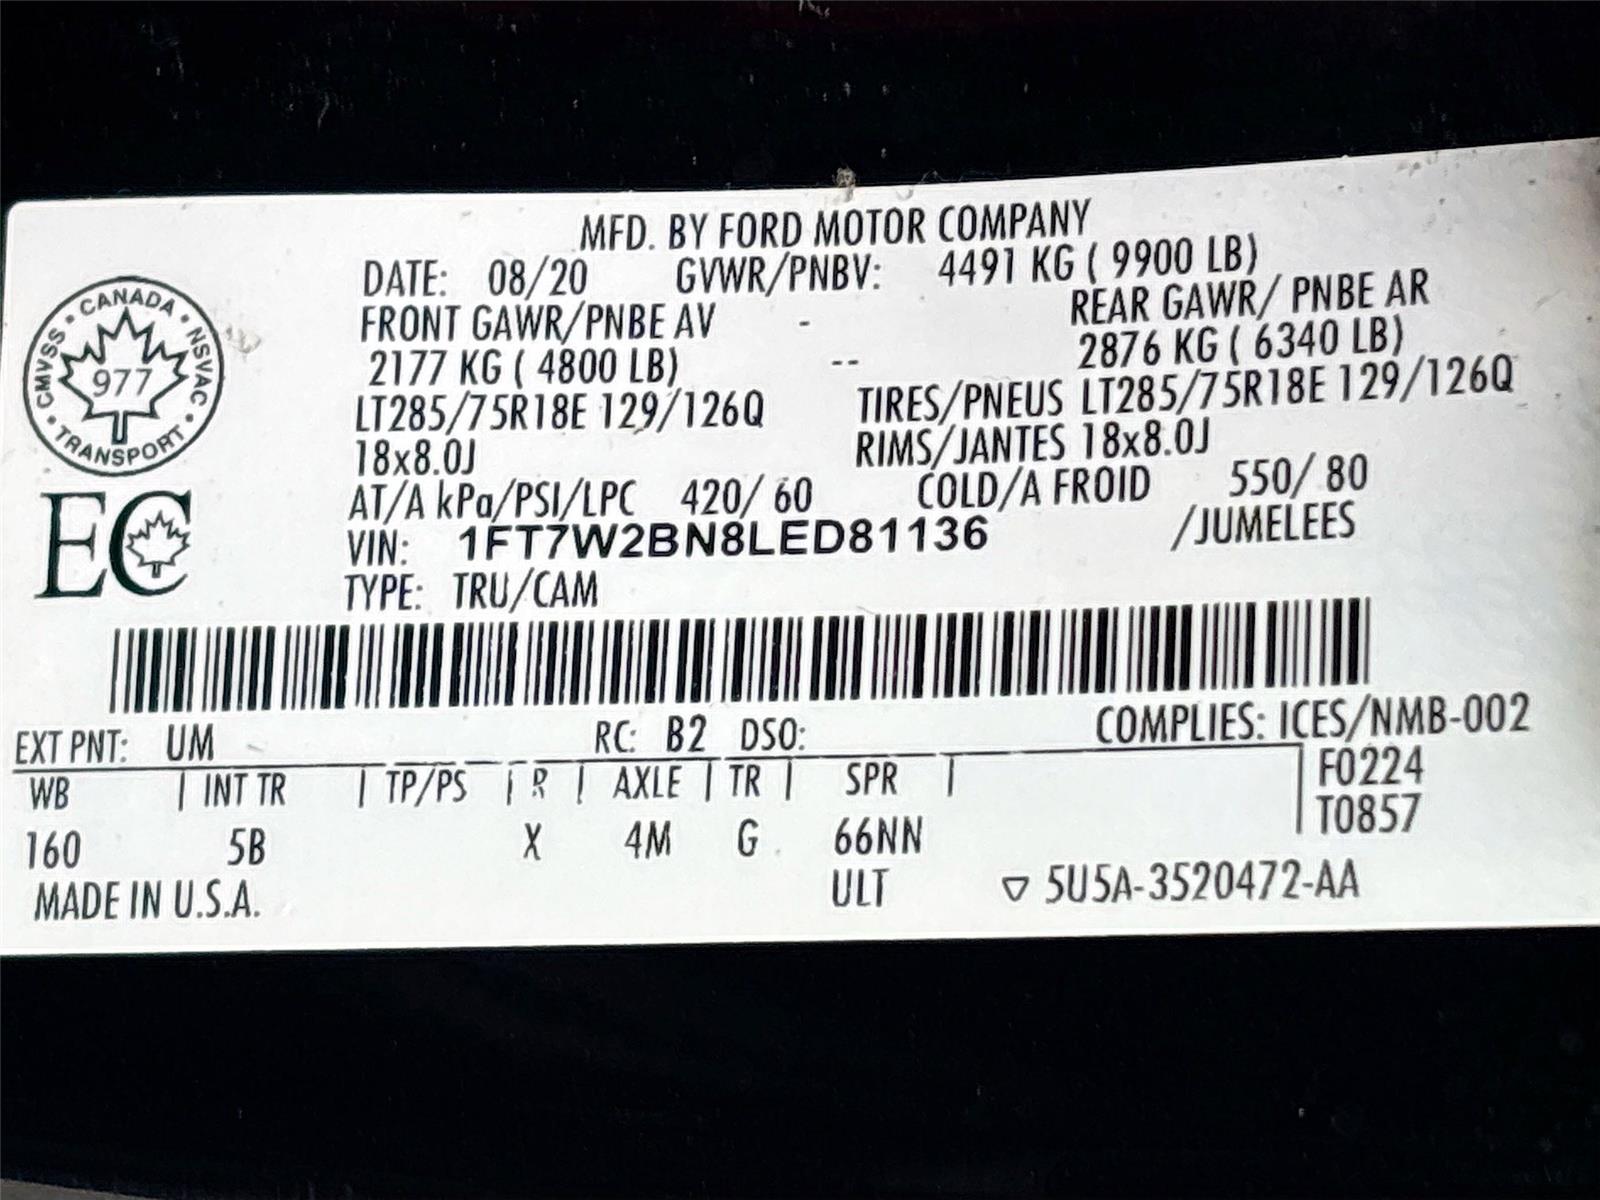 MFD. BY FORD MOTOR COMPANY
DATE: 08/20 GVWR/PNBV: 4491 KG ( 9900 LB)
FRONT GAWR/PNBE AV - REAR GAWR/ PNBE AR
2177 KG ( 4800 LB) -- 2876 KG ( 6340 LB)
LT285/75R18E 129/126Q TIRES/PNEUS LT285/75R18E 129/126Q
18x8.0J RIMS/JANTES 18x8.0J
AT/A kPa/PSI/LPC 420/ 60 COLD/A FROID 550/ 80
VIN: 1FT7W2BN8LED81136 /JUMELEES
TYPE: TRU/CAM
CANADA • NSVAC • TRANSPORT • CMVSS •
977
EC
EXT PNT: UM RC: B2 DSO: COMPLIES: ICES/NMB-002
WB | INT TR | TP/PS | R | AXLE | TR | SPR | F0224
T0857
160 5B X 4M G 66NN
MADE IN U.S.A. ULT ▽ 5U5A-3520472-AA